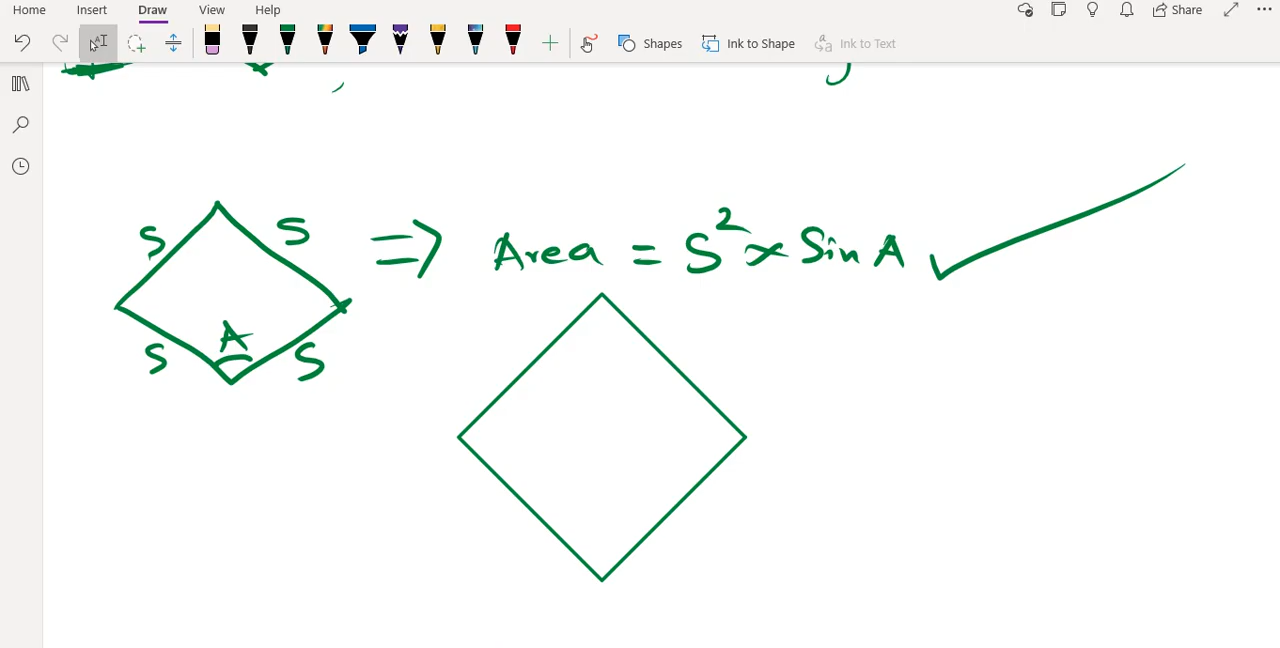 Home Insert Draw View Help
Share
Shapes Ink to Shape Ink to Text
S S => Area = S² × Sin A
A
S S